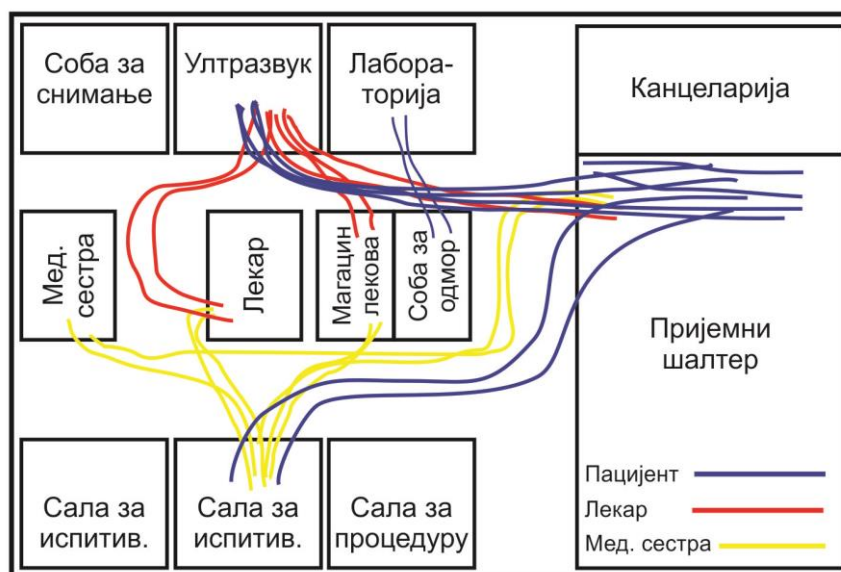 Соба за
снимање
Ултразвук
Лабора-
торија
Канцеларија
Мед.
сестра
Лекар
Магацин
лекова
Соба за
одмор
Пријемни
шалтер
Сала за
испитив.
Сала за
испитив.
Сала за
процедуру
Пацијент
Лекар
Мед. сестра